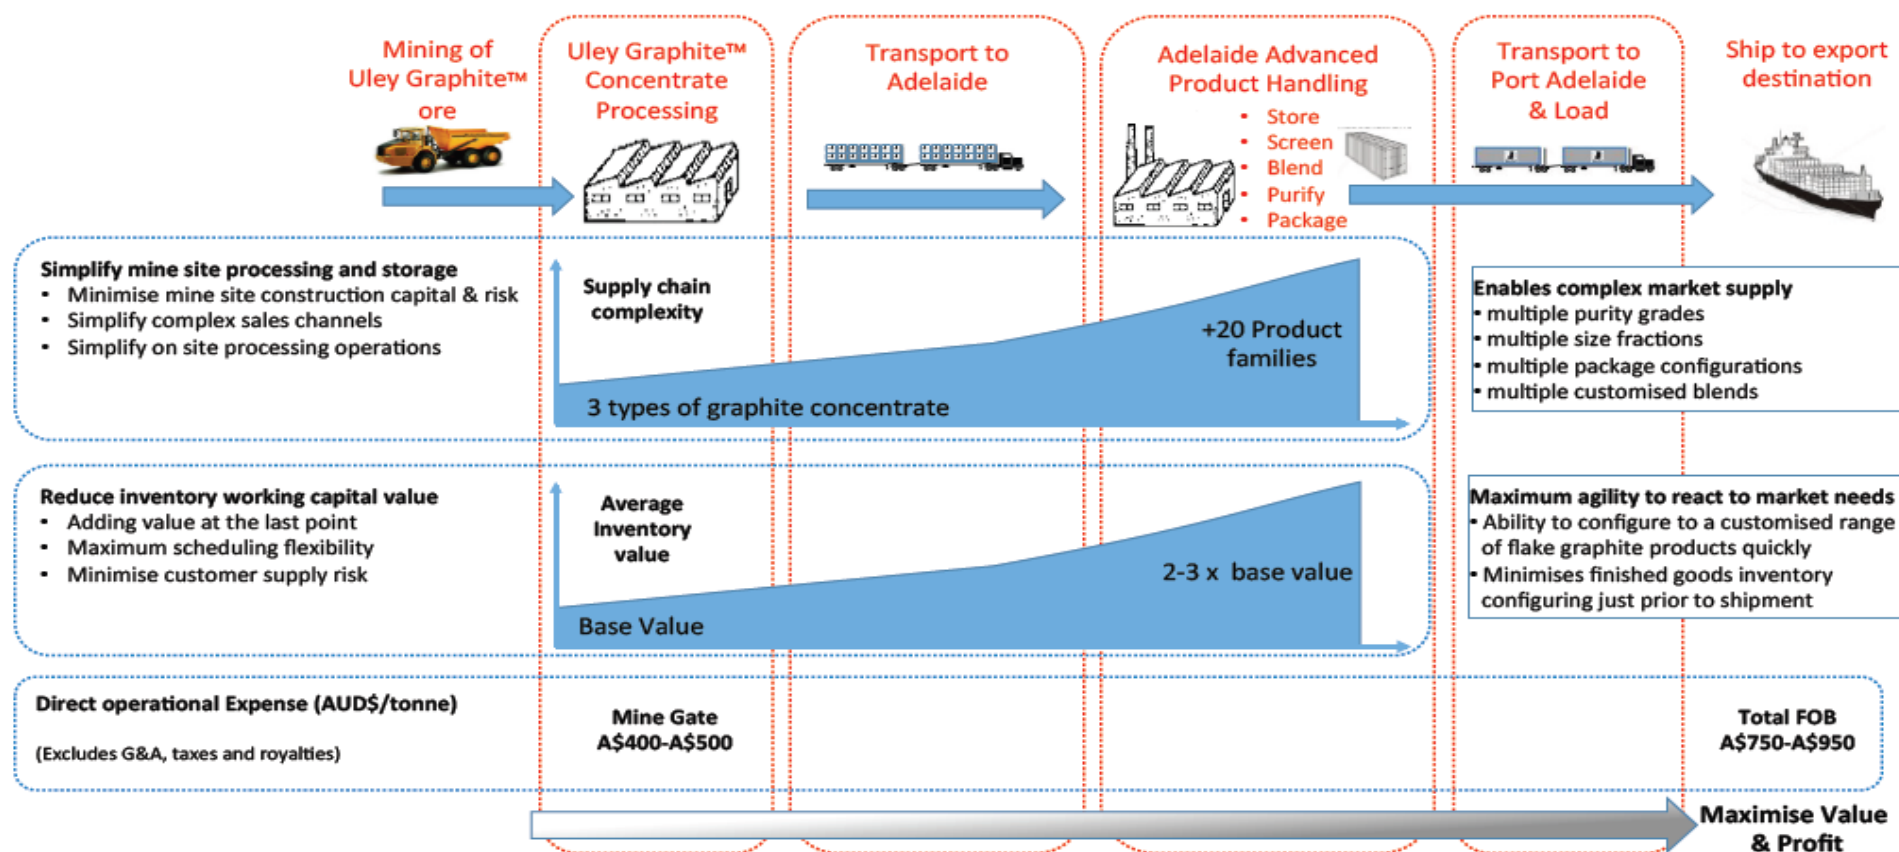 Mining of
Uley Graphite™
ore
Uley Graphite™
Concentrate
Processing
Transport to
Adelaide
Adelaide Advanced
Product Handling
• Store
• Screen
• Blend
• Purify
• Package
Transport to
Port Adelaide
& Load
Ship to export
destination
Simplify mine site processing and storage
• Minimise mine site construction capital & risk
• Simplify complex sales channels
• Simplify on site processing operations
Supply chain
complexity
3 types of graphite concentrate
+20 Product
families
Enables complex market supply
• multiple purity grades
• multiple size fractions
• multiple package configurations
• multiple customised blends
Reduce inventory working capital value
• Adding value at the last point
• Maximum scheduling flexibility
• Minimise customer supply risk
Average
Inventory
value
Base Value
2-3 x base value
Maximum agility to react to market needs
• Ability to configure to a customised range
of flake graphite products quickly
• Minimises finished goods inventory
configuring just prior to shipment
Direct operational Expense (AUD$/tonne)
(Excludes G&A, taxes and royalties)
Mine Gate
A$400-A$500
Total FOB
A$750-A$950
Maximise Value
& Profit